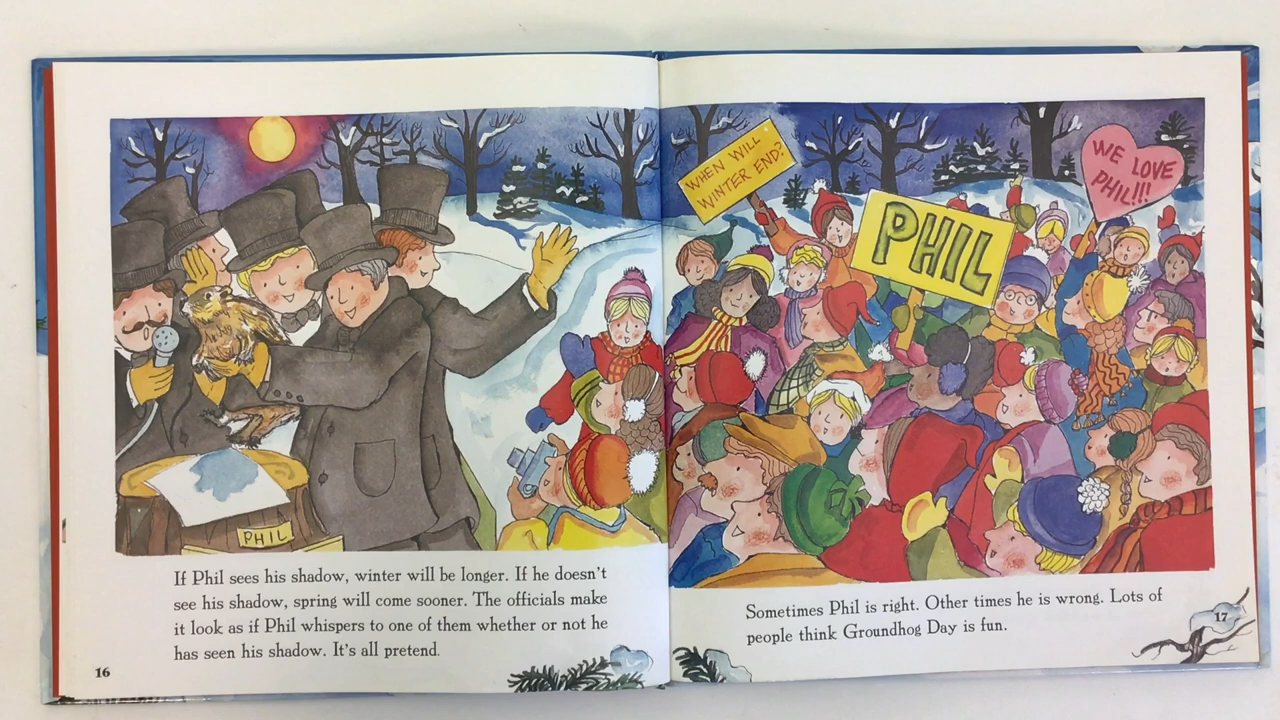 PHIL
If Phil sees his shadow, winter will be longer. If he doesn't
see his shadow, spring will come sooner. The officials make
it look as if Phil whispers to one of them whether or not he
has seen his shadow. It's all pretend.
16
WHEN WILL
WINTER END?
PHIL
WE LOVE
PHIL!!!
Sometimes Phil is right. Other times he is wrong. Lots of
people think Groundhog Day is fun.
17